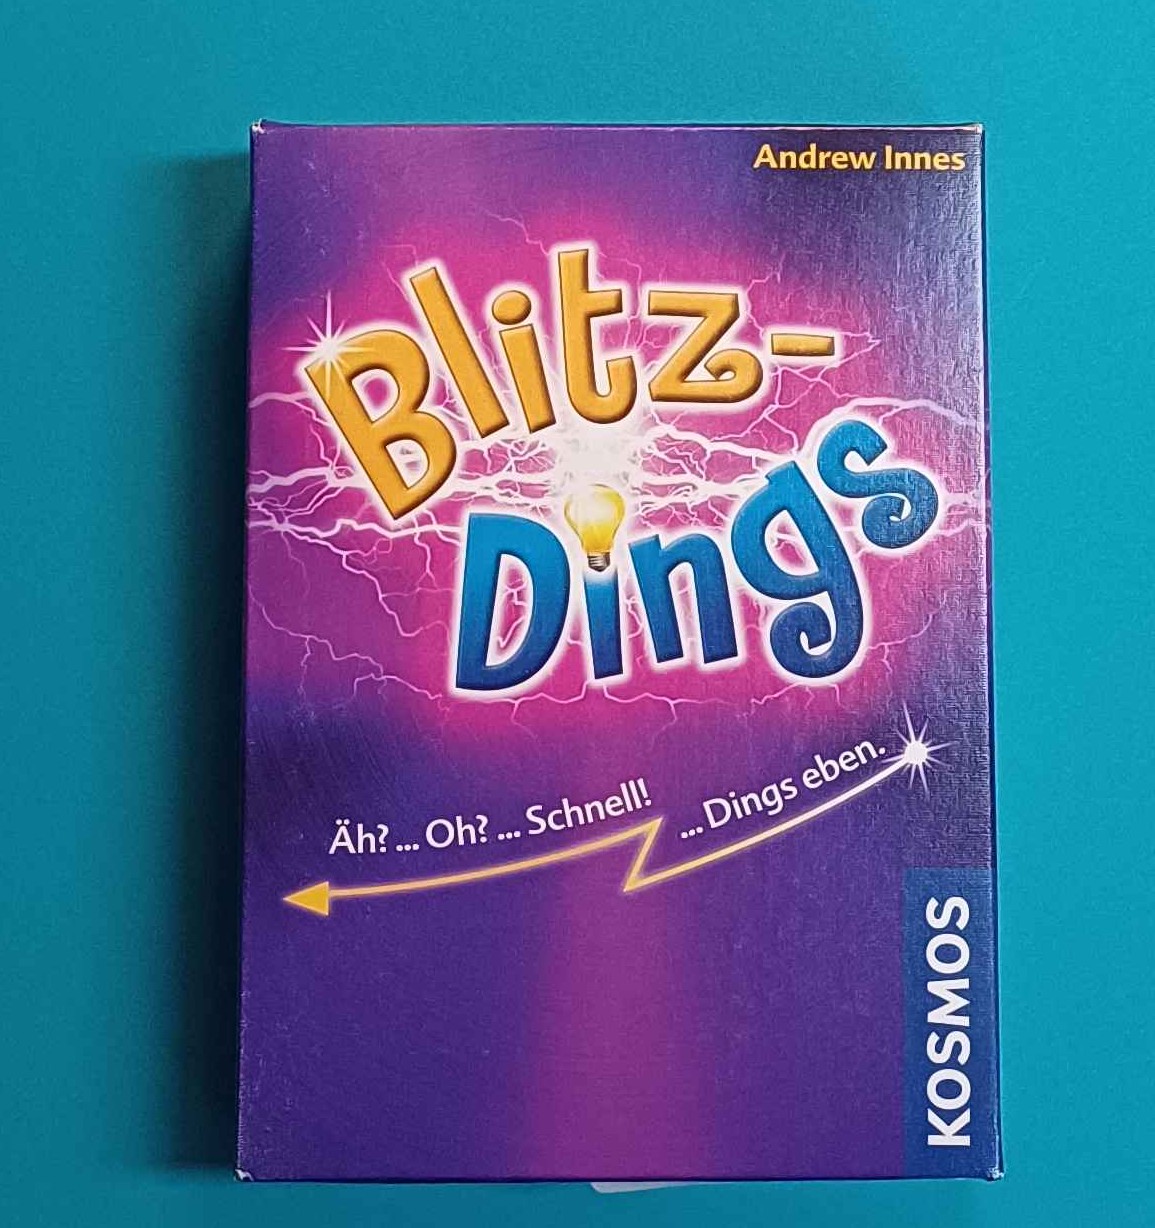 Andrew Innes
Blitz-
Dings
Äh? ... Oh? ... Schnell! ... Dings eben.
KOSMOS